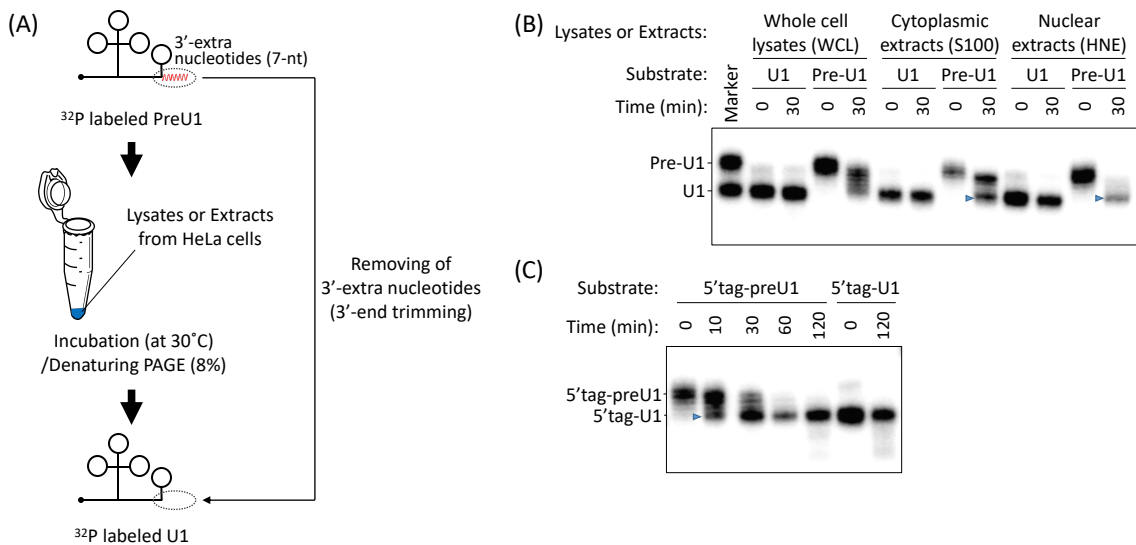 (A)
3’-extra
nucleotides (7-nt)
32P labeled PreU1
Lysates or Extracts
from HeLa cells
Removing of
3’-extra nucleotides
(3’-end trimming)
Incubation (at 30˚C)
/Denaturing PAGE (8%)
32P labeled U1
(B)
Lysates or Extracts: Whole cell lysates (WCL) Cytoplasmic extracts (S100) Nuclear extracts (HNE)
Substrate: U1 Pre-U1 U1 Pre-U1 U1 Pre-U1
Time (min): Marker 0 30 0 30 0 30 0 30 0 30 0 30
Pre-U1
U1
(C)
Substrate: 5’tag-preU1 5’tag-U1
Time (min): 0 10 30 60 120 0 120
5’tag-preU1
5’tag-U1